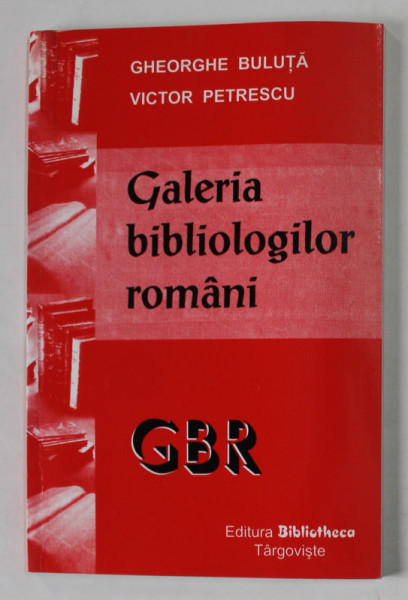 GHEORGHE BULUȚĂ
VICTOR PETRESCU
Galeria
bibliologilor
români
GBR
Editura Bibliotheca
Târgoviște